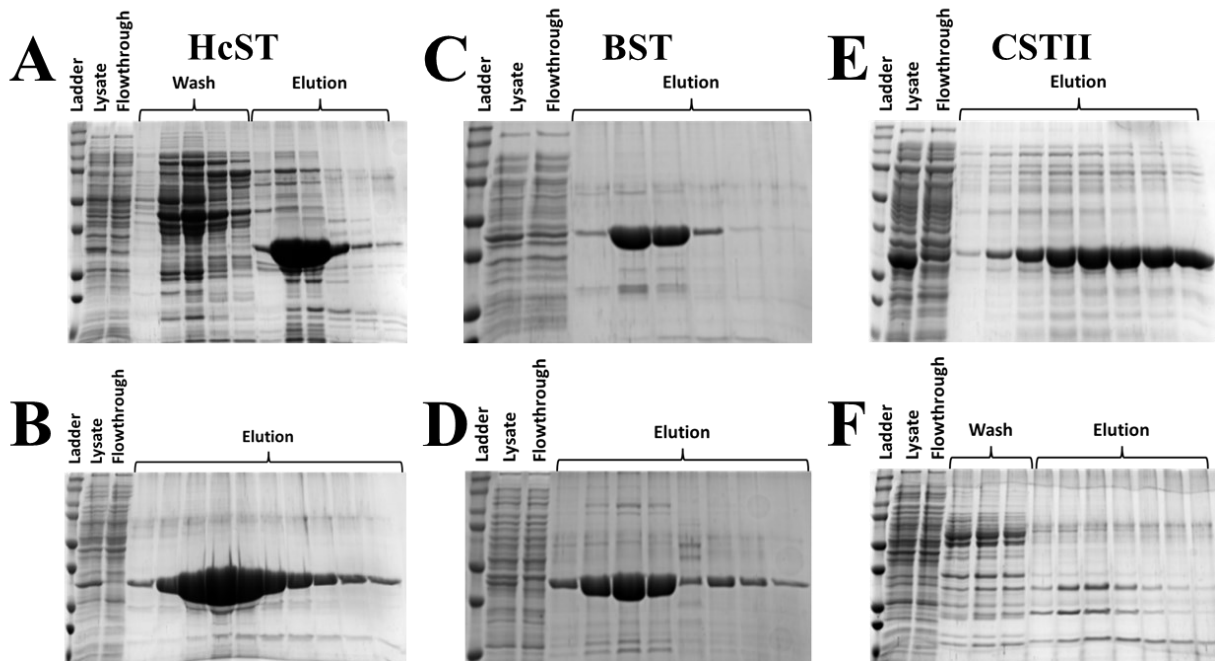 A
HcST
Ladder
Lysate
Flowthrough
Wash
Elution
C
BST
Ladder
Lysate
Flowthrough
Elution
E
CSTII
Ladder
Lysate
Flowthrough
Elution
B
Ladder
Lysate
Flowthrough
Elution
D
Ladder
Lysate
Flowthrough
Elution
F
Ladder
Lysate
Flowthrough
Wash
Elution